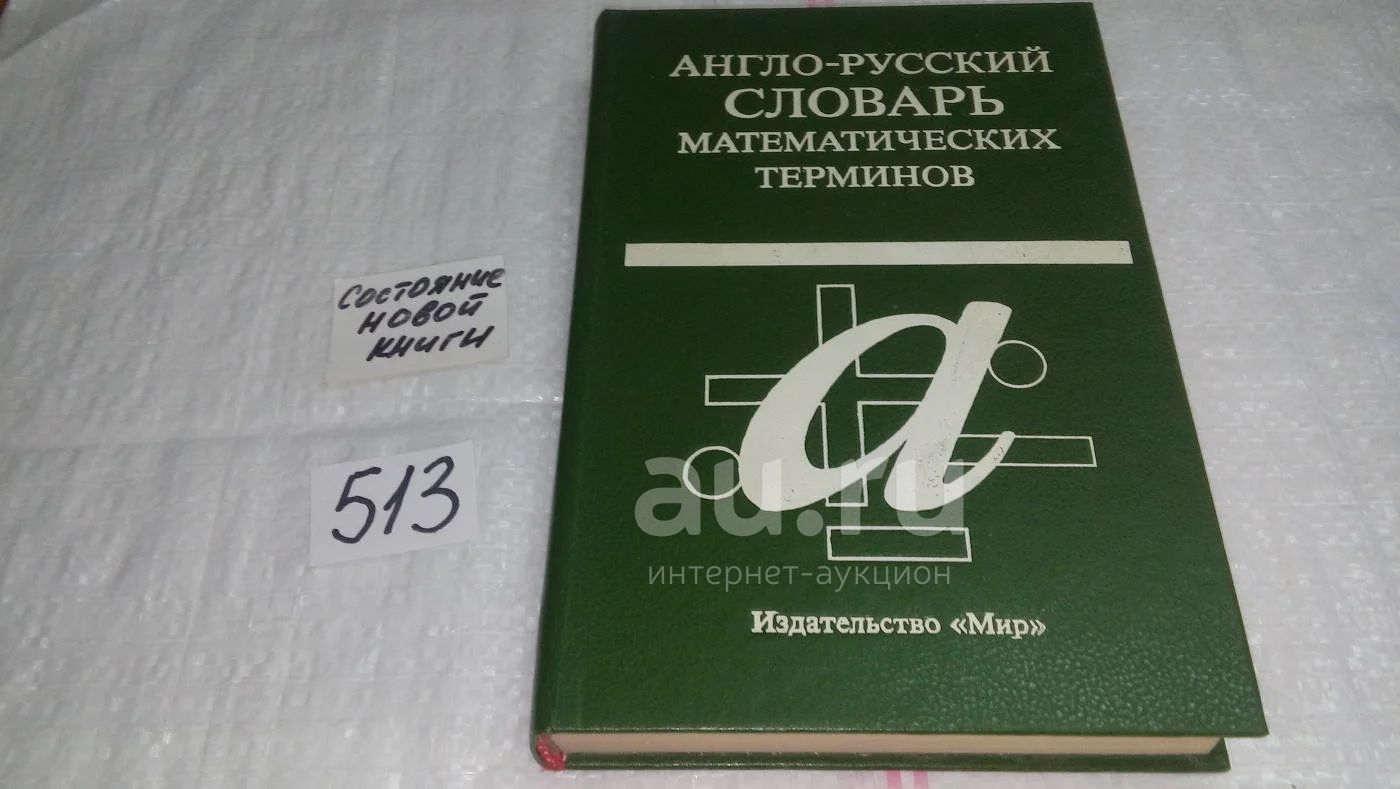 АНГЛО-РУССКИЙ
СЛОВАРЬ
МАТЕМАТИЧЕСКИХ
ТЕРМИНОВ
Состояние
новой
книги
513
a
au.ru
интернет-аукцион
Издательство «Мир»